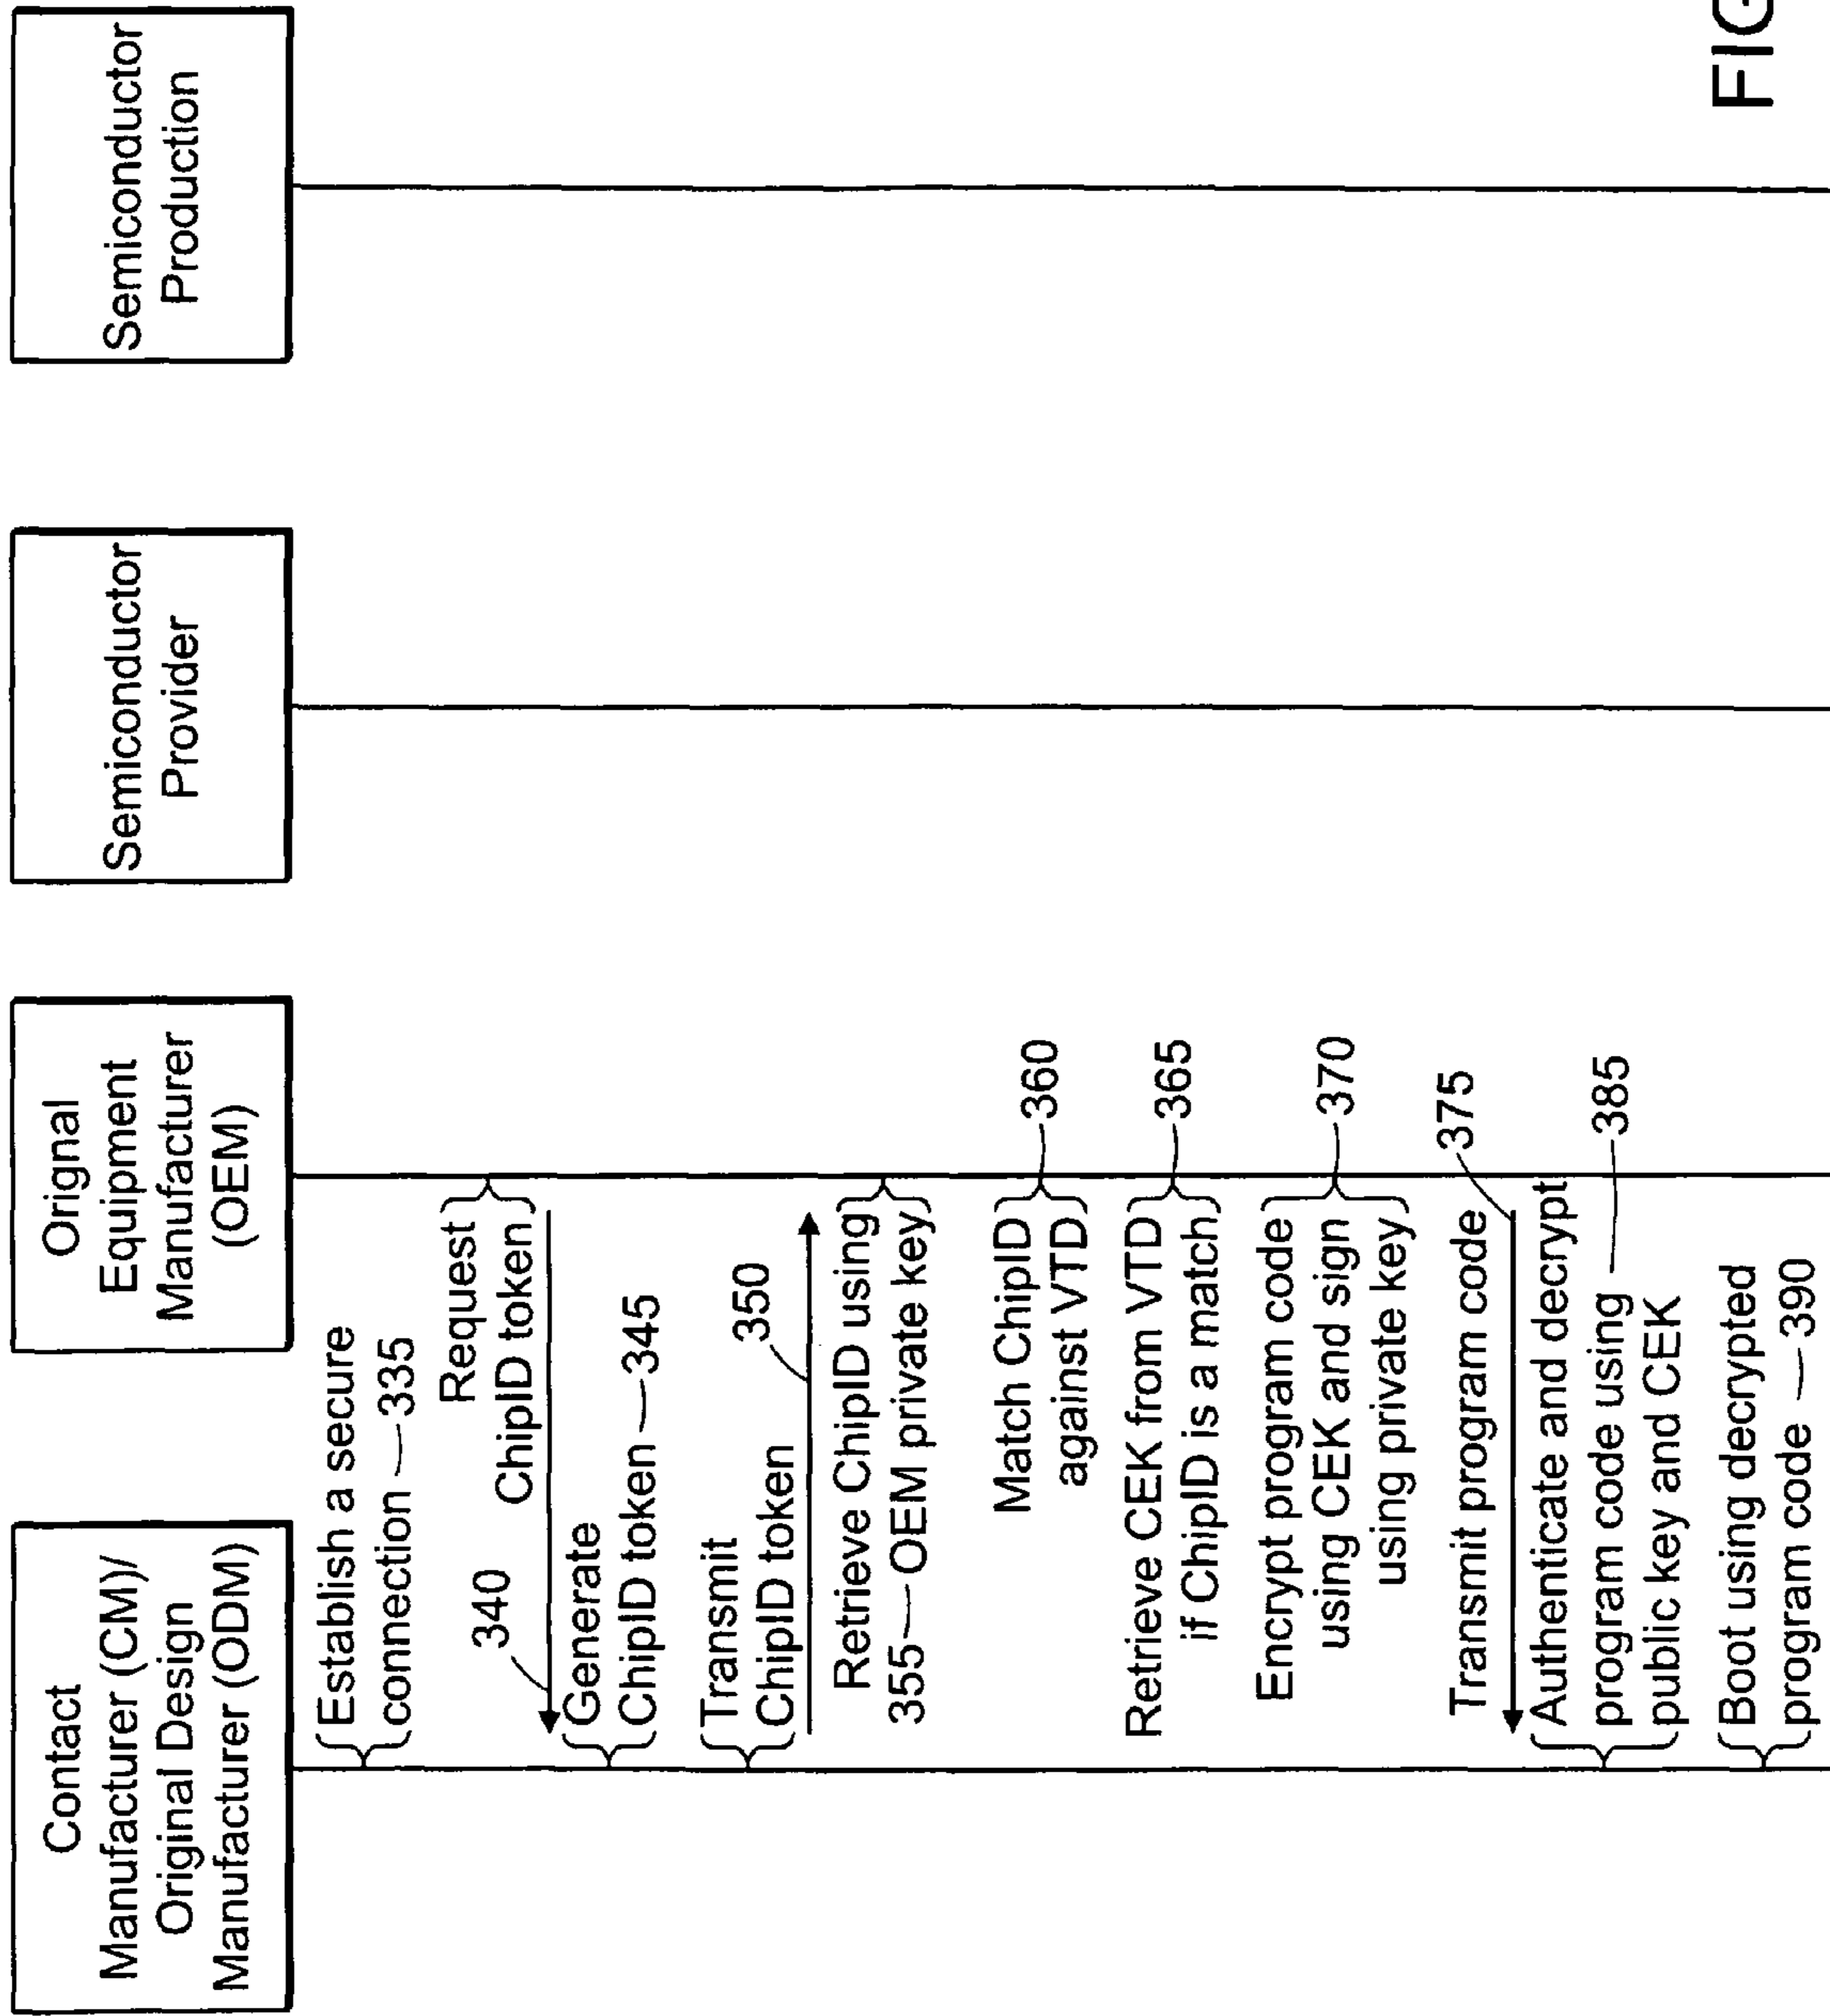 Contact
Manufacturer (CM)/
Original Design
Manufacturer (ODM)
Orignal
Equipment
Manufacturer
(OEM)
Semiconductor
Provider
Semiconductor
Production
Establish a secure
connection 335
Request
ChipID token
340
Generate
ChipID token 345
Transmit
ChipID token
350
Retrieve ChipID using
355 OEM private key
Match ChipID
against VTD
360
Retrieve CEK from VTD
if ChipID is a match
365
Encrypt program code
using CEK and sign
using private key
370
Transmit program code
375
Authenticate and decrypt
program code using
public key and CEK
385
Boot using decrypted
program code 390